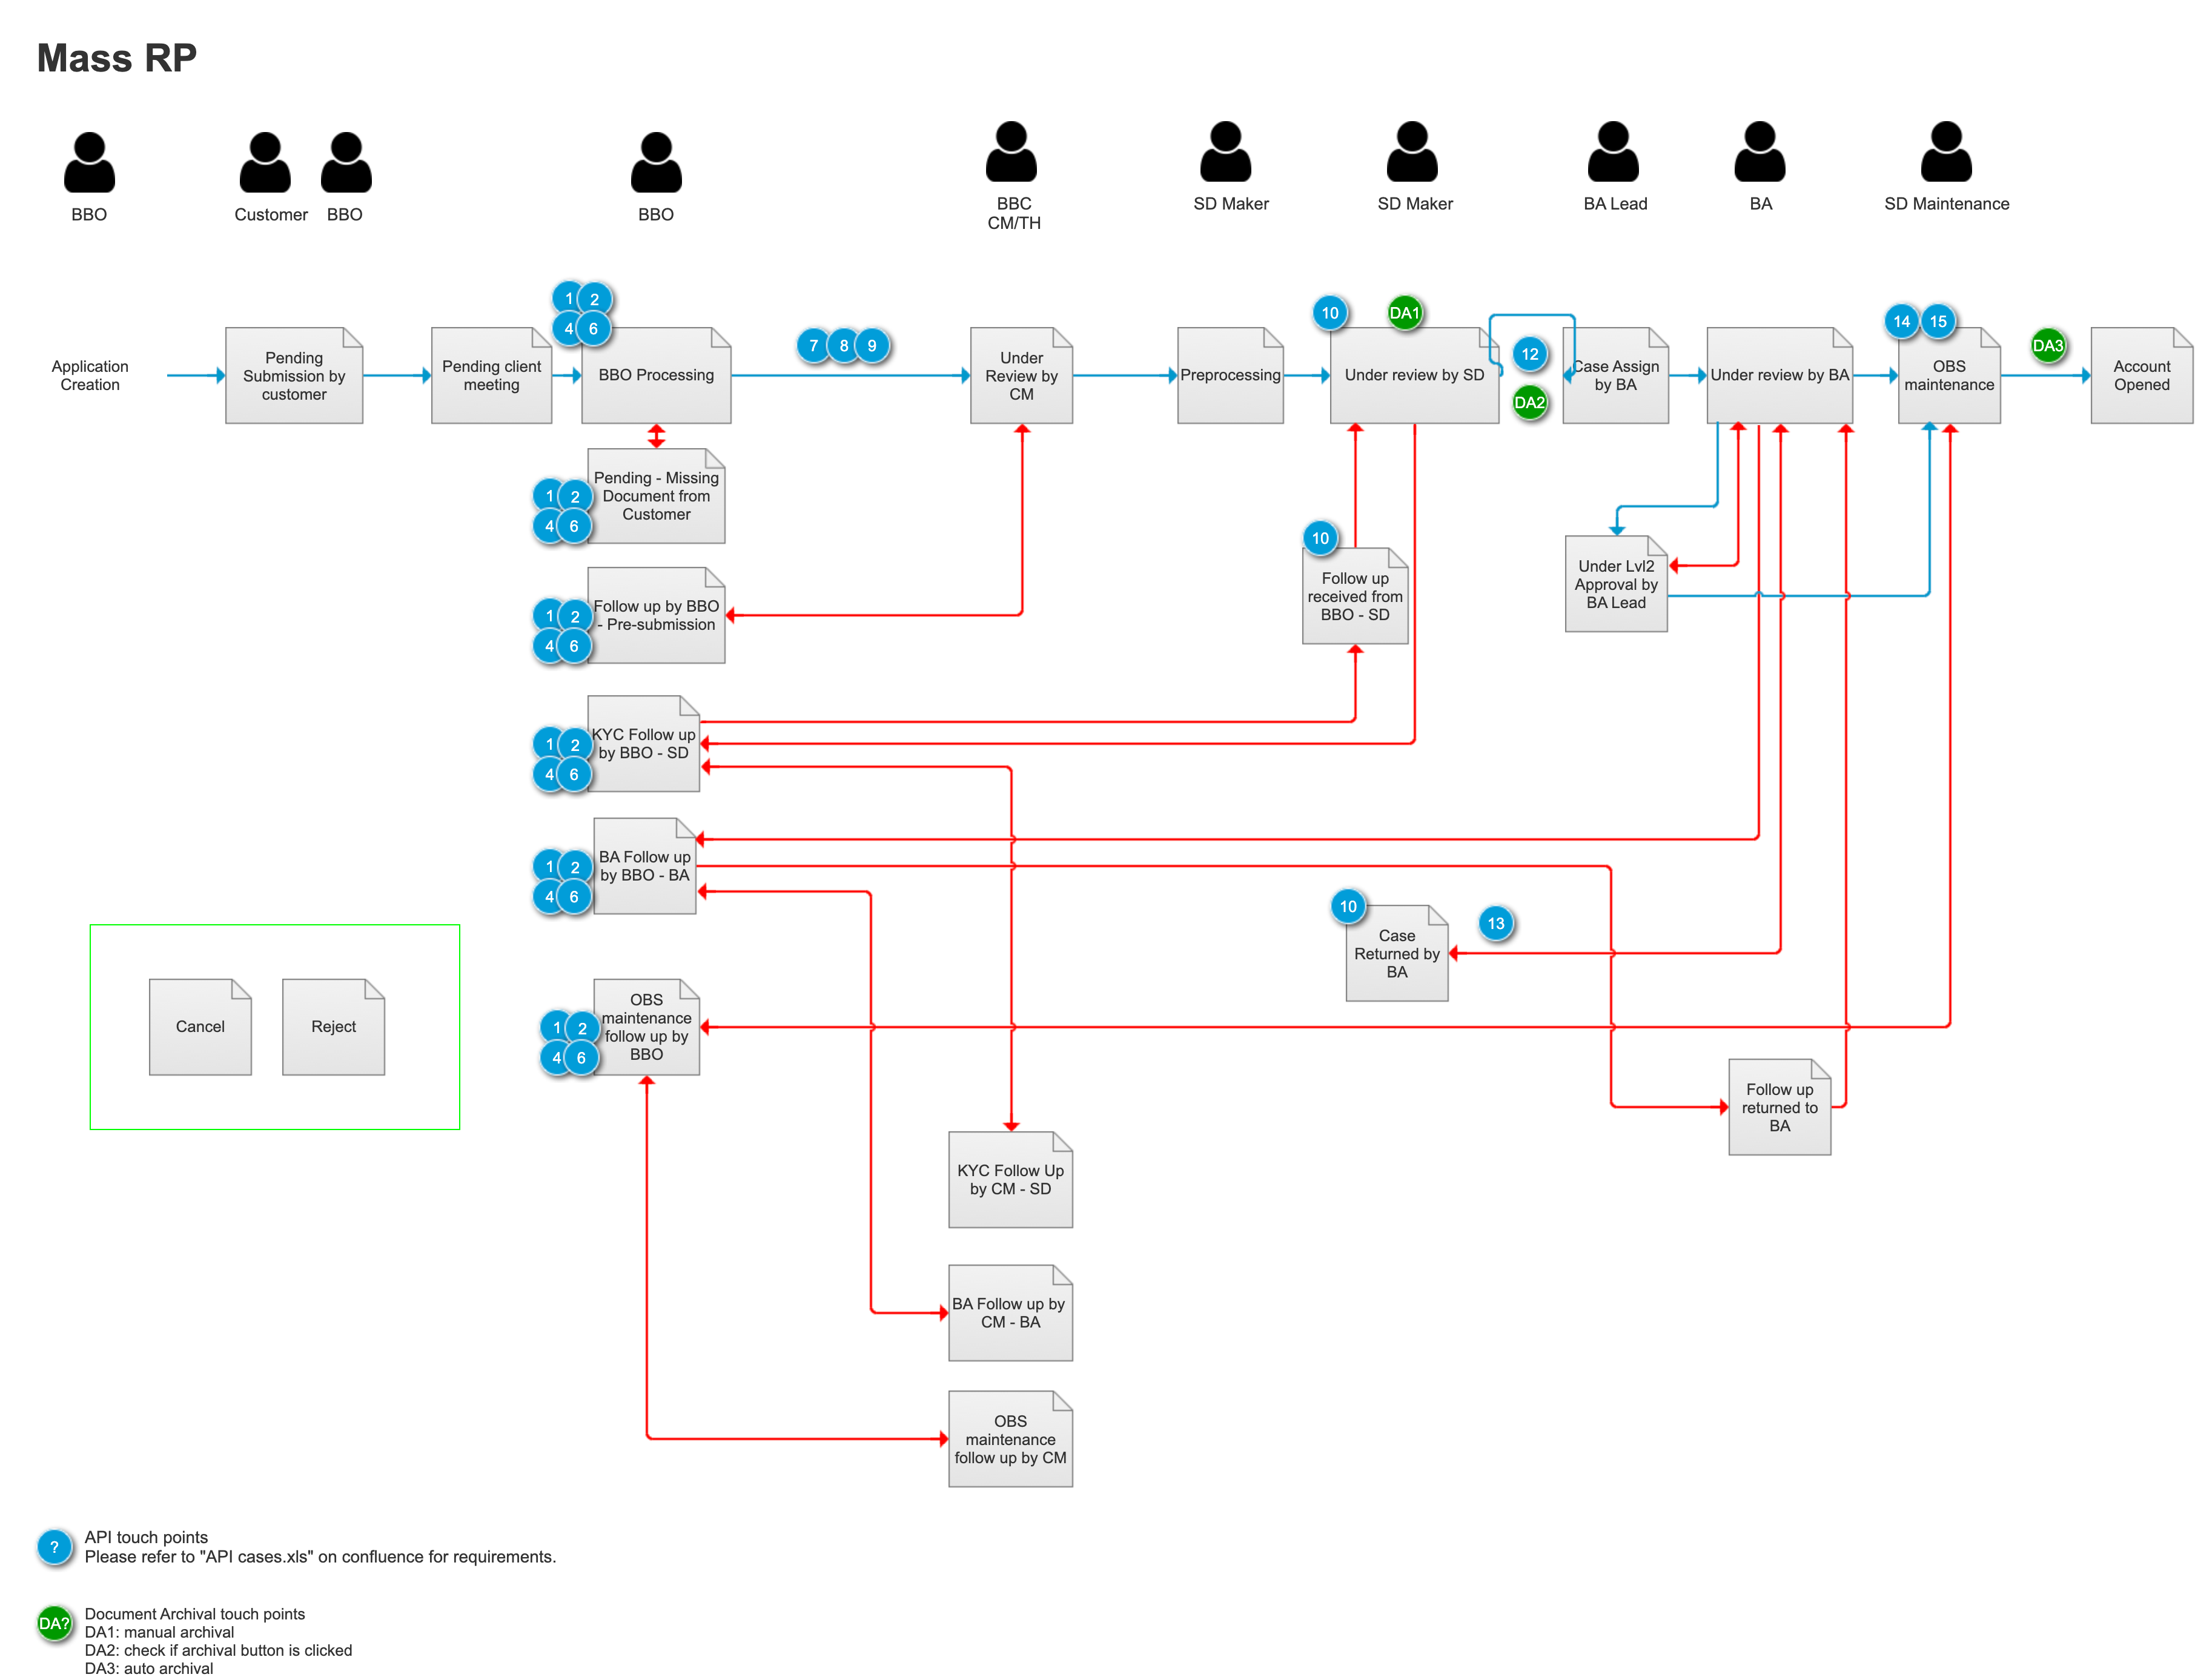 Mass RP
BBO
Customer
BBO
BBO
BBC
CM/TH
SD Maker
SD Maker
BA Lead
BA
SD Maintenance
Application
Creation
Pending
Submission by
customer
Pending client
meeting
1
2
4
6
BBO Processing
7
8
9
Under
Review by
CM
Preprocessing
10
DA1
Under review by SD
12
DA2
Case Assign
by BA
Under review by BA
14
15
OBS
maintenance
DA3
Account
Opened
1
2
4
6
Pending - Missing
Document from
Customer
1
2
4
6
Follow up by BBO
- Pre-submission
10
Follow up
received from
BBO - SD
Under Lvl2
Approval by
BA Lead
1
2
4
6
KYC Follow up
by BBO - SD
1
2
4
6
BA Follow up
by BBO - BA
10
Case
Returned by
BA
13
Cancel
Reject
1
2
4
6
OBS
maintenance
follow up by
BBO
Follow up
returned to
BA
KYC Follow Up
by CM - SD
BA Follow up by
CM - BA
OBS
maintenance
follow up by CM
?
API touch points
Please refer to "API cases.xls" on confluence for requirements.
DA?
Document Archival touch points
DA1: manual archival
DA2: check if archival button is clicked
DA3: auto archival